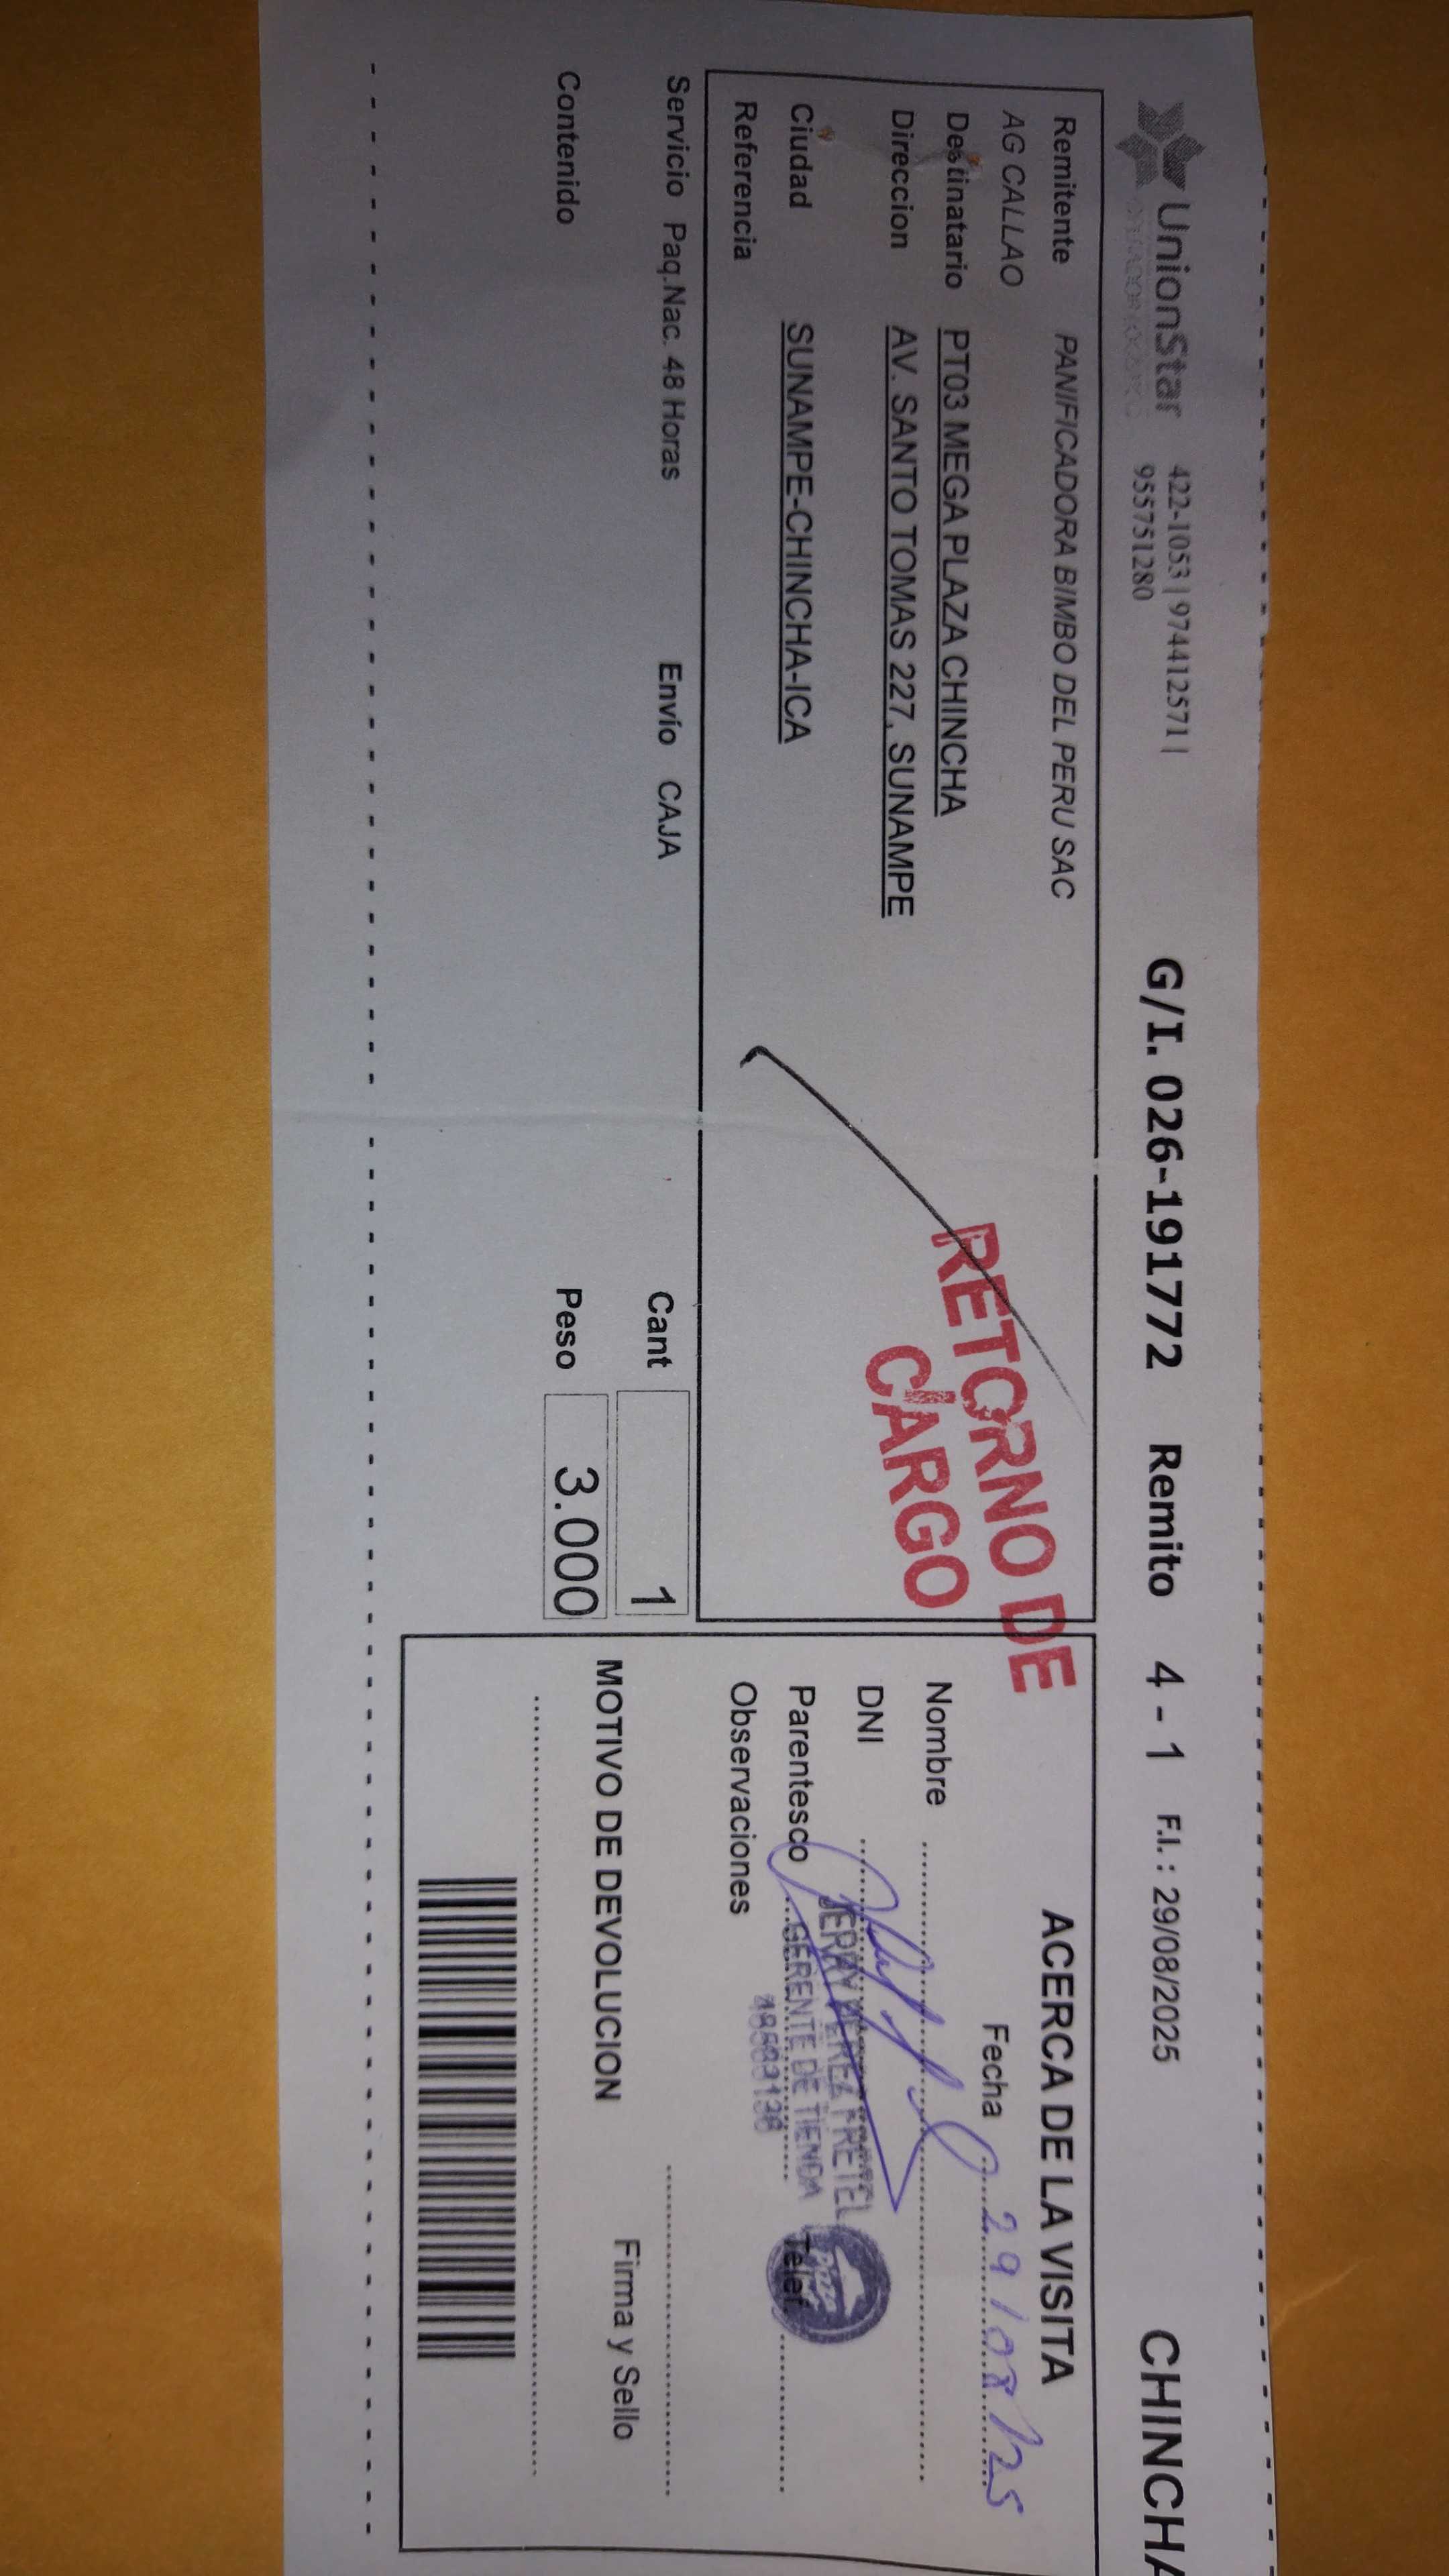 UnionStar 422-1053 | 974412571 | G/I. 026-191772 Remito 4 - 1 F.I. : 29/08/2025 CHINCHA
955751280
Remitente PANIFICADORA BIMBO DEL PERU SAC
AG CALLAO
Destinatario PT03 MEGA PLAZA CHINCHA
Direccion AV. SANTO TOMAS 227, SUNAMPE
Ciudad SUNAMPE-CHINCHA-ICA
Referencia
RETORNO DE
CARGO
Servicio Paq.Nac. 48 Horas Envío CAJA Cant 1
Contenido Peso 3.000
ACERCA DE LA VISITA
Fecha 29/08/25
Nombre
DNI
Parentesco Telef.
GERENTE DE TIENDA
Observaciones
MOTIVO DE DEVOLUCION Firma y Sello